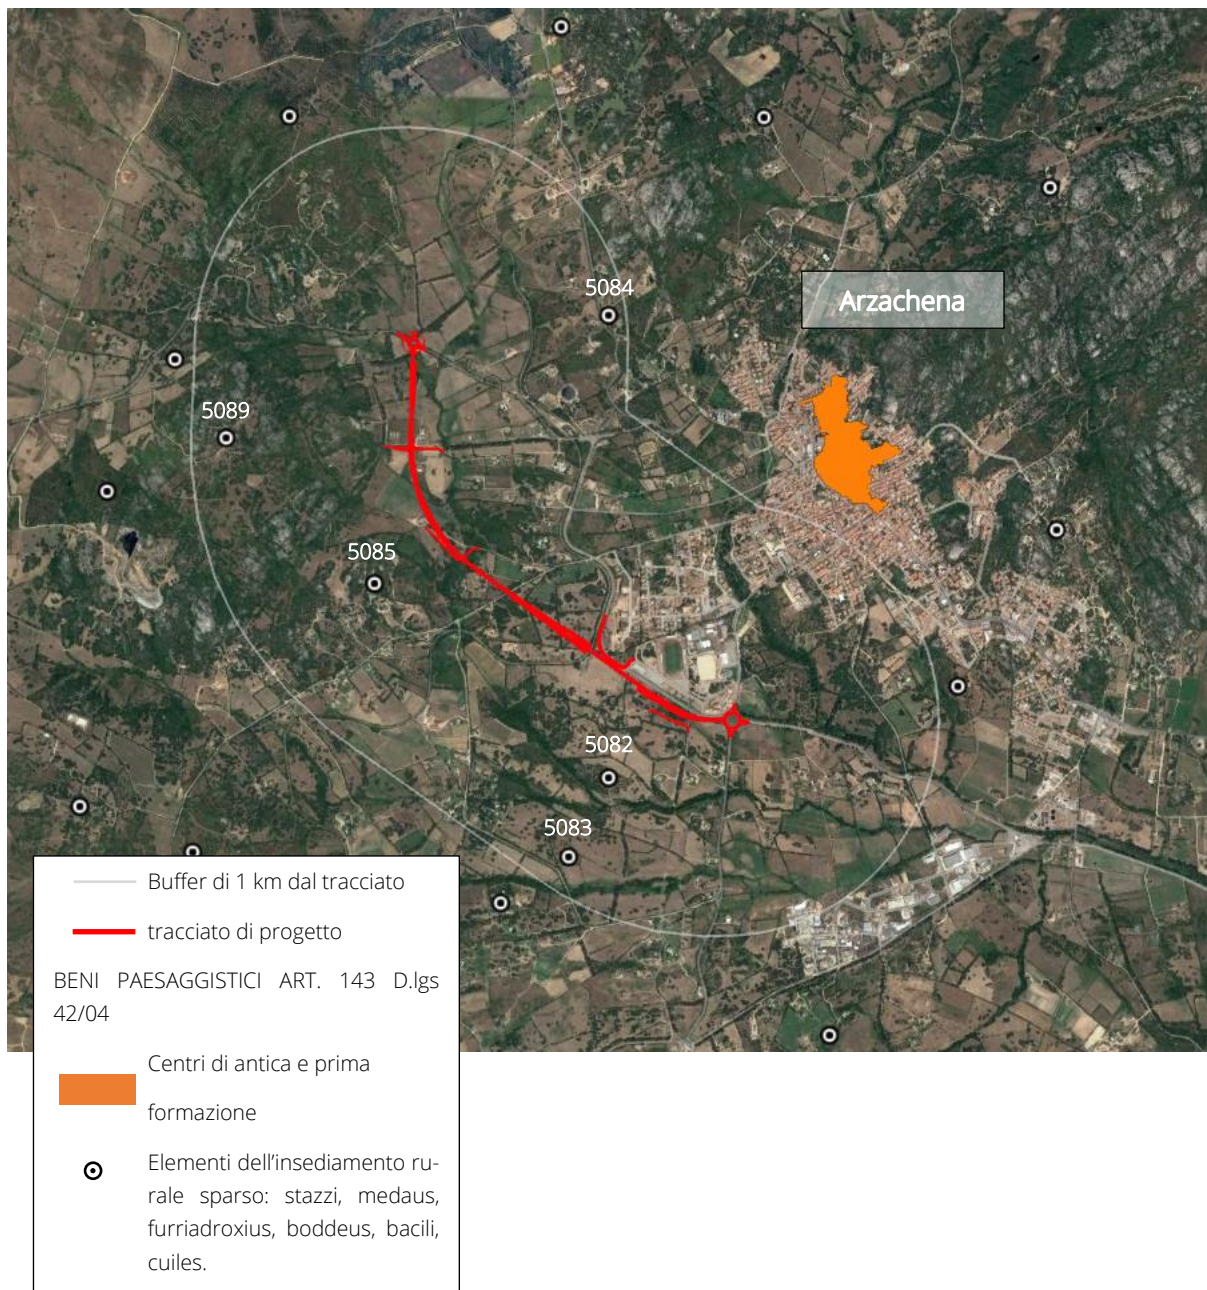 5084
Arzachena
5089
5085
5082
5083
Buffer di 1 km dal tracciato
tracciato di progetto
BENI PAESAGGISTICI ART. 143 D.lgs
42/04
Centri di antica e prima
formazione
Elementi dell'insediamento ru-
rale sparso: stazzi, medaus,
furriadroxius, boddeus, bacili,
cuiles.